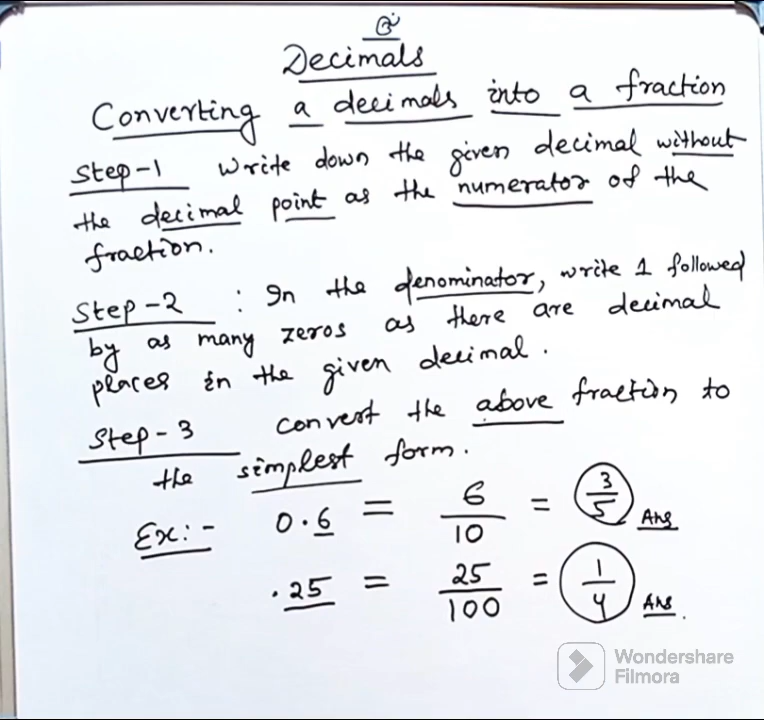 Decimals
Converting a decimals into a fraction
Step-1 Write down the given decimal without
the decimal point as the numerator of the
fraction.
Step-2 : In the denominator, write 1 followed
by as many zeros as there are decimal
places in the given decimal.
Step-3 Convert the above fraction to
the simplest form.
Ex:- 0.6 = 6/10 = 3/5 Ans
.25 = 25/100 = 1/4 Ans.
Wondershare
Filmora